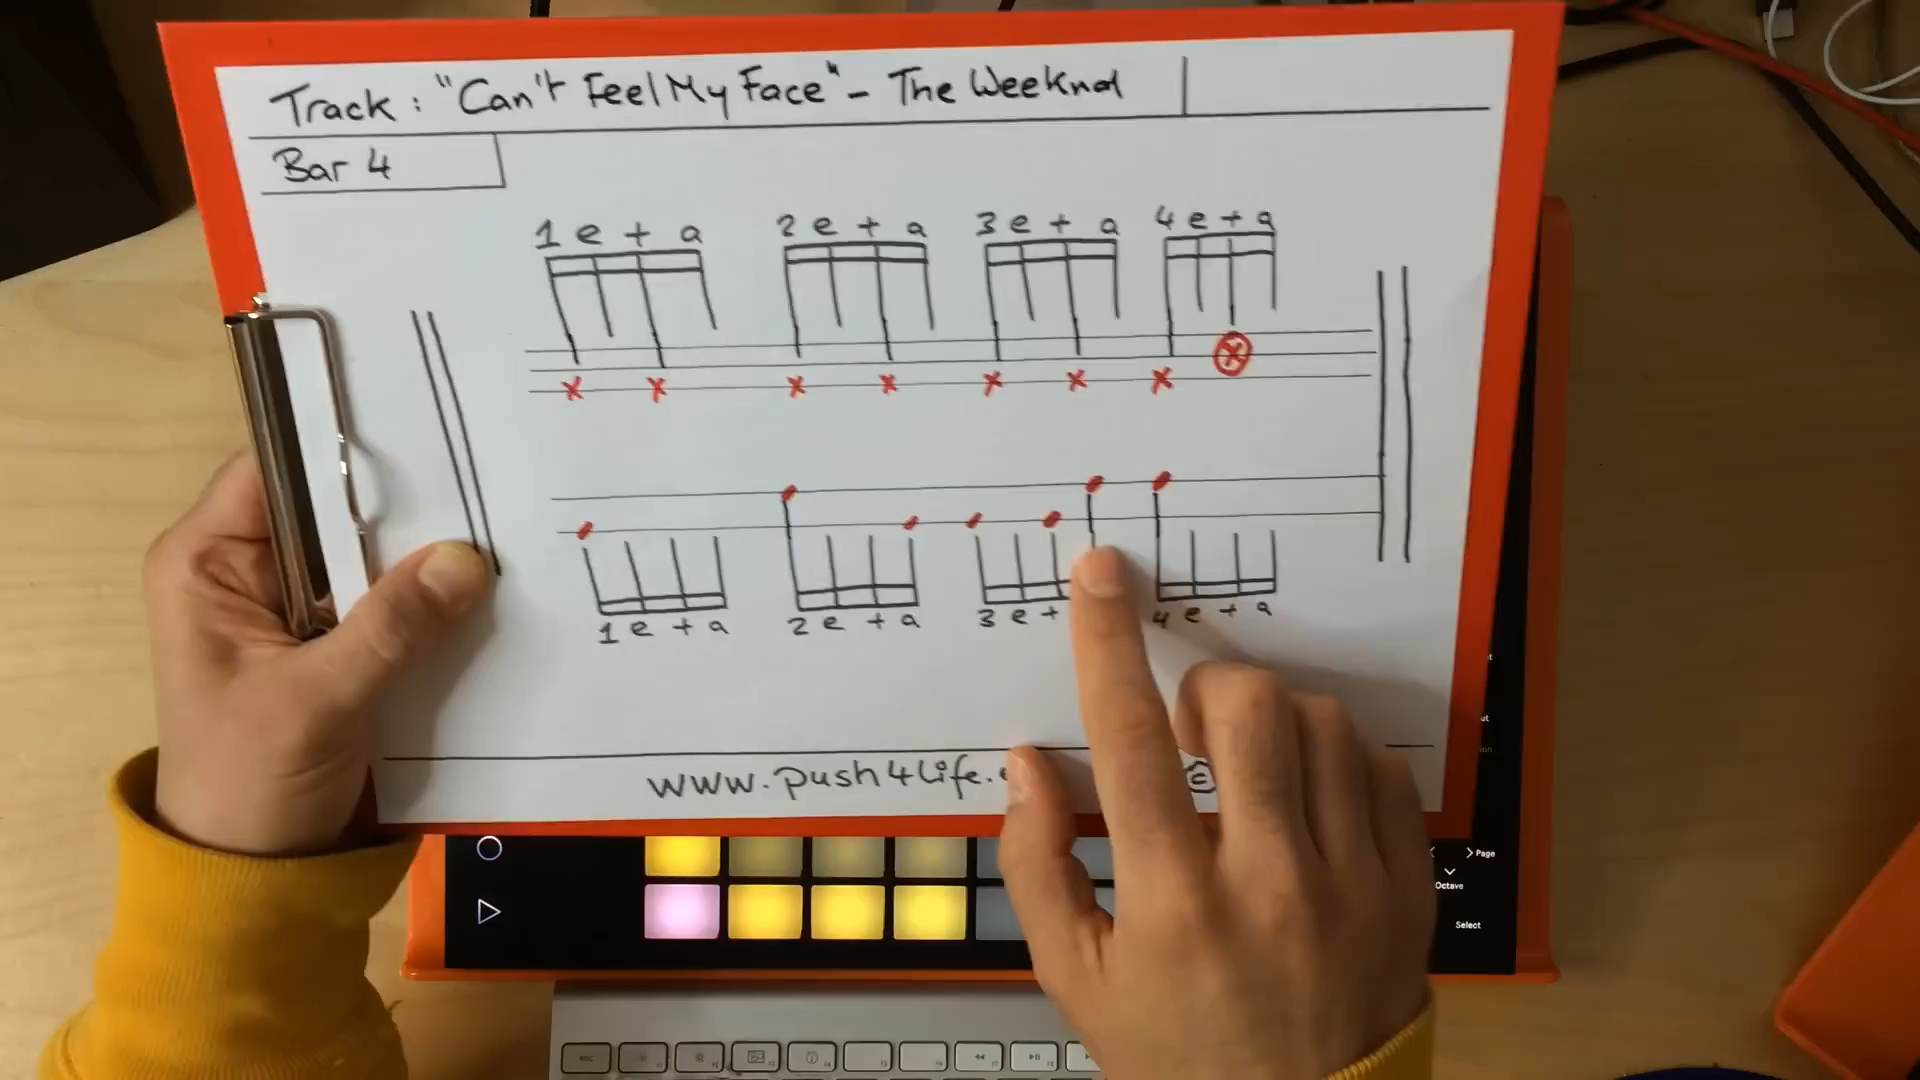 Track: "Can't Feel My Face" - The Weeknd
Bar 4
1 e + a 2 e + a 3 e + a 4 e + a
1 e + a 2 e + a 3 e + 4 e + a
www.push4life.
Page
Octave
Select
esc